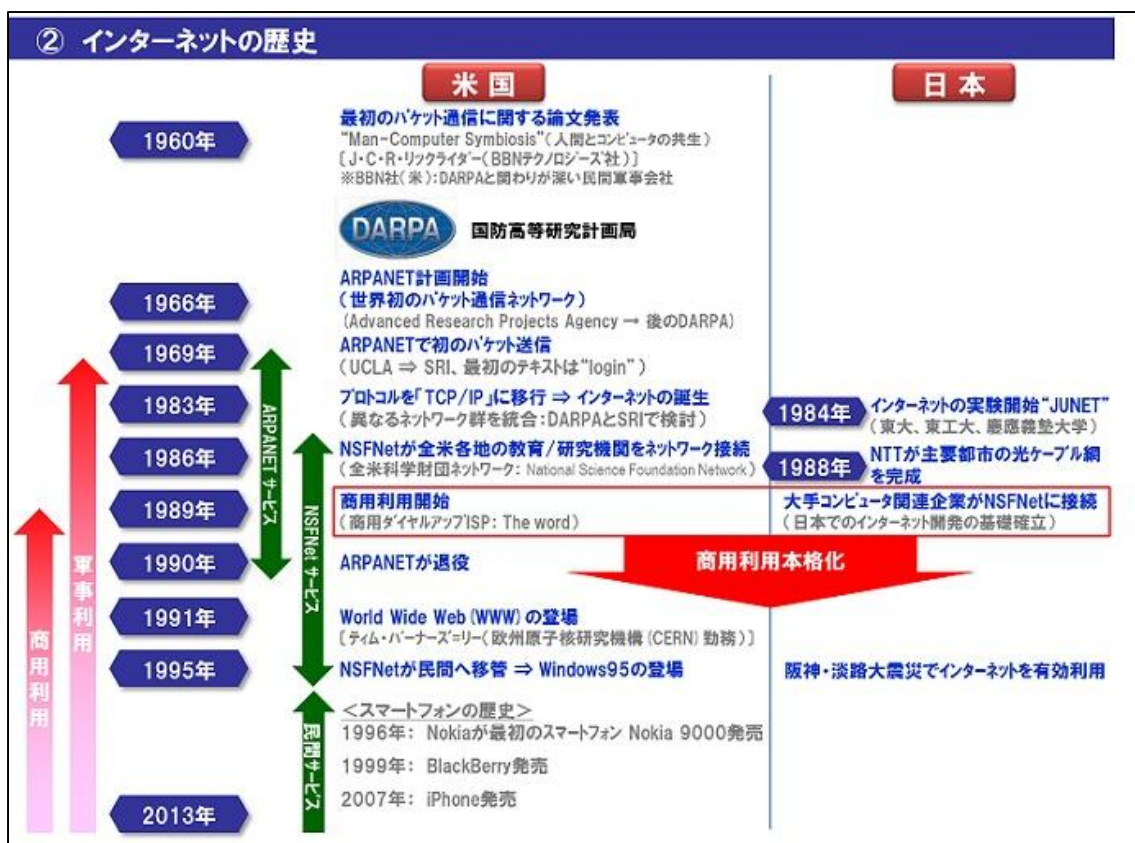 ② インターネットの歴史
米国
日本
1960年
最初のパケット通信に関する論文発表
“Man-Computer Symbiosis”(人間とコンピュータの共生)
[J・C・R・リックライダー(BBNテクノロジーズ社)]
※BBN社(米):DARPAと関わりが深い民間軍事会社
DARPA 国防高等研究計画局
1966年
ARPANET計画開始
(世界初のパケット通信ネットワーク)
(Advanced Research Projects Agency → 後のDARPA)
1969年
ARPANETで初のパケット送信
(UCLA ⇒ SRI、最初のテキストは“login”)
1983年
プロトコルを「TCP/IP」に移行 ⇒ インターネットの誕生
(異なるネットワーク群を統合:DARPAとSRIで検討)
1984年
インターネットの実験開始“JUNET”
(東大、東工大、慶應義塾大学)
1986年
NSFNetが全米各地の教育/研究機関をネットワーク接続
(全米科学財団ネットワーク: National Science Foundation Network)
1988年
NTTが主要都市の光ケーブル網
を完成
1989年
商用利用開始
(商用ダイヤルアップISP: The word)
大手コンピュータ関連企業がNSFNetに接続
(日本でのインターネット開発の基礎確立)
1990年
ARPANETが退役
商用利用本格化
1991年
World Wide Web(WWW)の登場
[ティム・バーナーズ=リー(欧州原子核研究機構(CERN)勤務)]
1995年
NSFNetが民間へ移管 ⇒ Windows95の登場
阪神・淡路大震災でインターネットを有効利用
<スマートフォンの歴史>
1996年: Nokiaが最初のスマートフォン Nokia 9000発売
1999年: BlackBerry発売
2007年: iPhone発売
2013年
商用利用
軍事利用
ARPANETサービス
NSFNetサービス
民間サービス